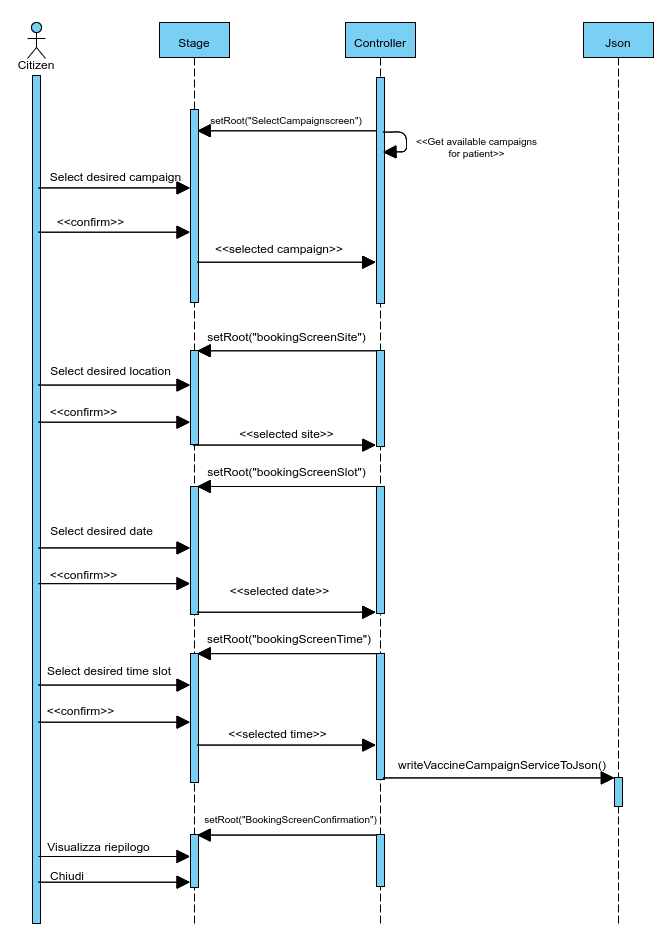 Citizen
Stage
Controller
Json
setRoot("SelectCampaignscreen")
<<Get available campaigns
for patient>>
Select desired campaign
<<confirm>>
<<selected campaign>>
setRoot("bookingScreenSite")
Select desired location
<<confirm>>
<<selected site>>
setRoot("bookingScreenSlot")
Select desired date
<<confirm>>
<<selected date>>
setRoot("bookingScreenTime")
Select desired time slot
<<confirm>>
<<selected time>>
writeVaccineCampaignServiceToJson()
setRoot("BookingScreenConfirmation")
Visualizza riepilogo
Chiudi